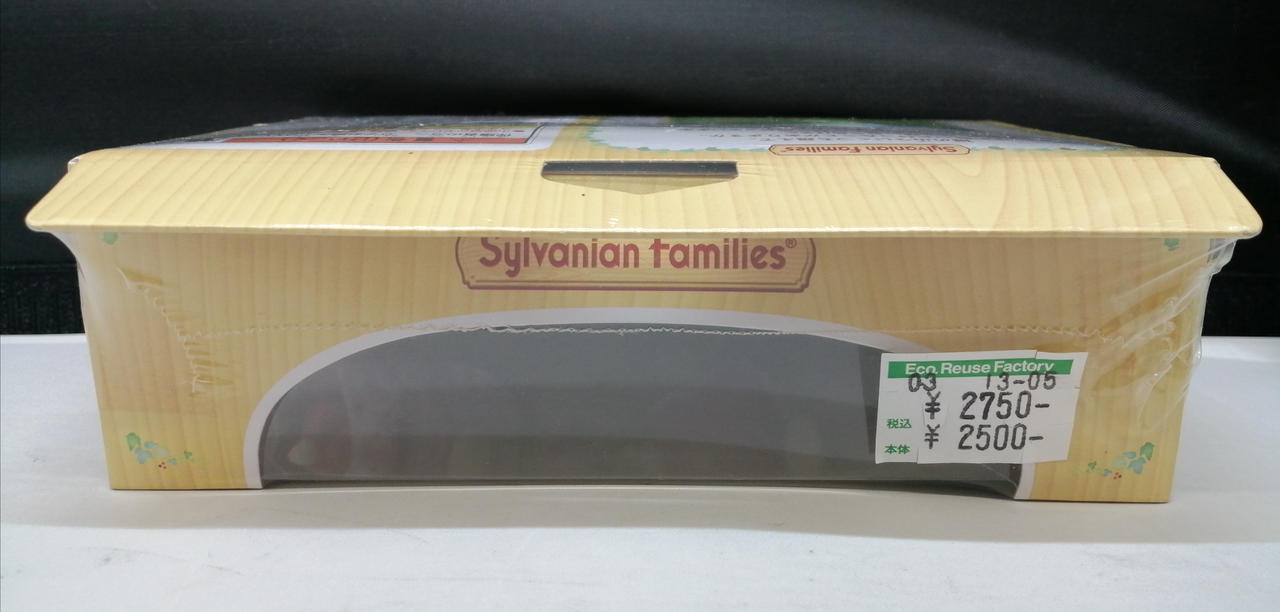 Sylvanian Families®
Sylvanian families®
Eco Reuse Factory
03 13-05
¥ 2750-
税込
¥ 2500-
本体